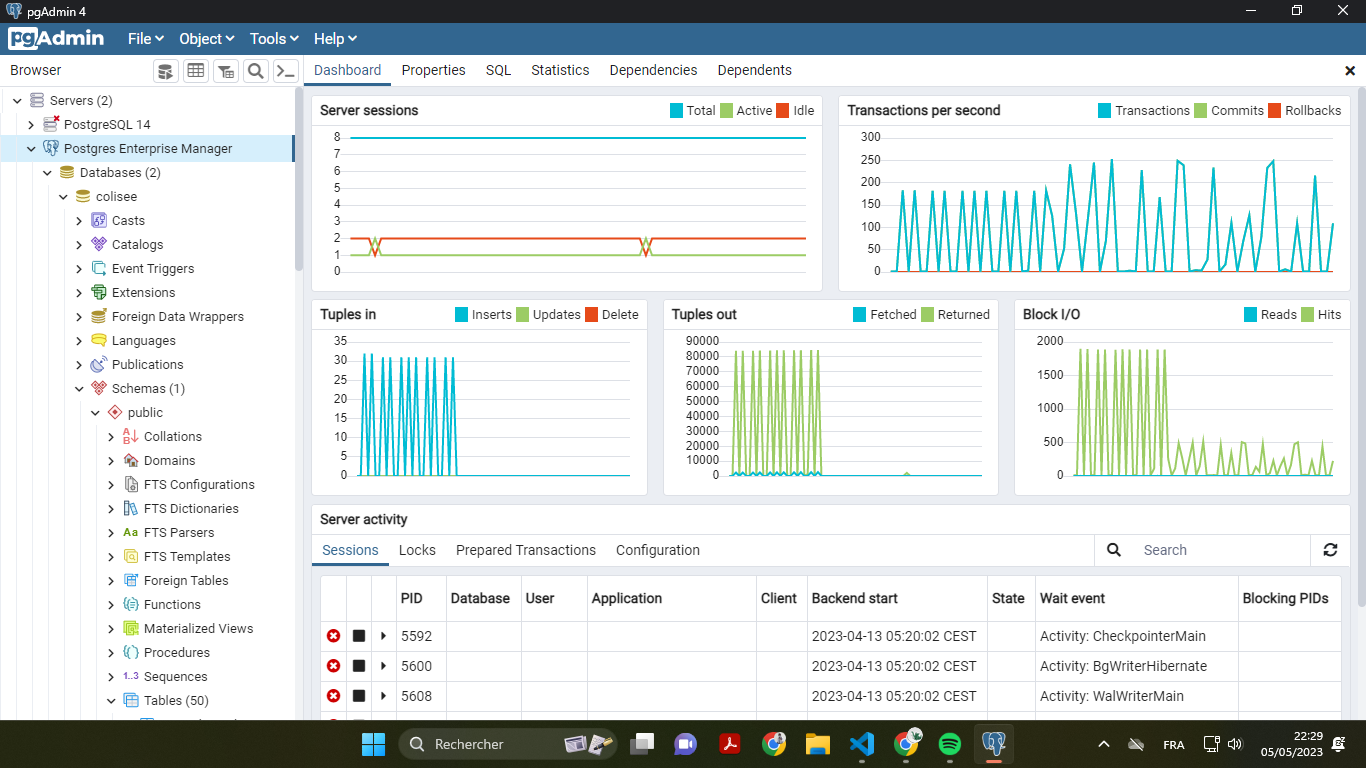 pgAdmin 4
pgAdmin File Object Tools Help
Browser Dashboard Properties SQL Statistics Dependencies Dependents
Servers (2)
PostgreSQL 14
Postgres Enterprise Manager
Databases (2)
colisee
Casts
Catalogs
Event Triggers
Extensions
Foreign Data Wrappers
Languages
Publications
Schemas (1)
public
Collations
Domains
FTS Configurations
FTS Dictionaries
Aa FTS Parsers
FTS Templates
Foreign Tables
Functions
Materialized Views
Procedures
1..3 Sequences
Tables (50)
Server sessions Total Active Idle
8
7
6
5
4
3
2
1
0
Transactions per second Transactions Commits Rollbacks
300
250
200
150
100
50
0
Tuples in Inserts Updates Delete
35
30
25
20
15
10
5
0
Tuples out Fetched Returned
90000
80000
70000
60000
50000
40000
30000
20000
10000
0
Block I/O Reads Hits
2000
1500
1000
500
0
Server activity
Sessions Locks Prepared Transactions Configuration Search
PID Database User Application Client Backend start State Wait event Blocking PIDs
5592 2023-04-13 05:20:02 CEST Activity: CheckpointerMain
5600 2023-04-13 05:20:02 CEST Activity: BgWriterHibernate
5608 2023-04-13 05:20:02 CEST Activity: WalWriterMain
Rechercher FRA 22:29
05/05/2023